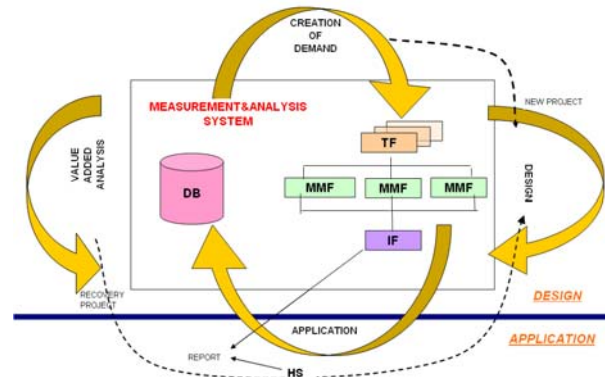 CREATION
OF
DEMAND
MEASUREMENT&ANALYSIS
SYSTEM
NEW PROJECT
TF
VALUE
ADDED
ANALYSIS
DB
MMF
MMF
MMF
DESIGN
IF
RECOVERY
PROJECT
DESIGN
APPLICATION
APPLICATION
REPORT
HS